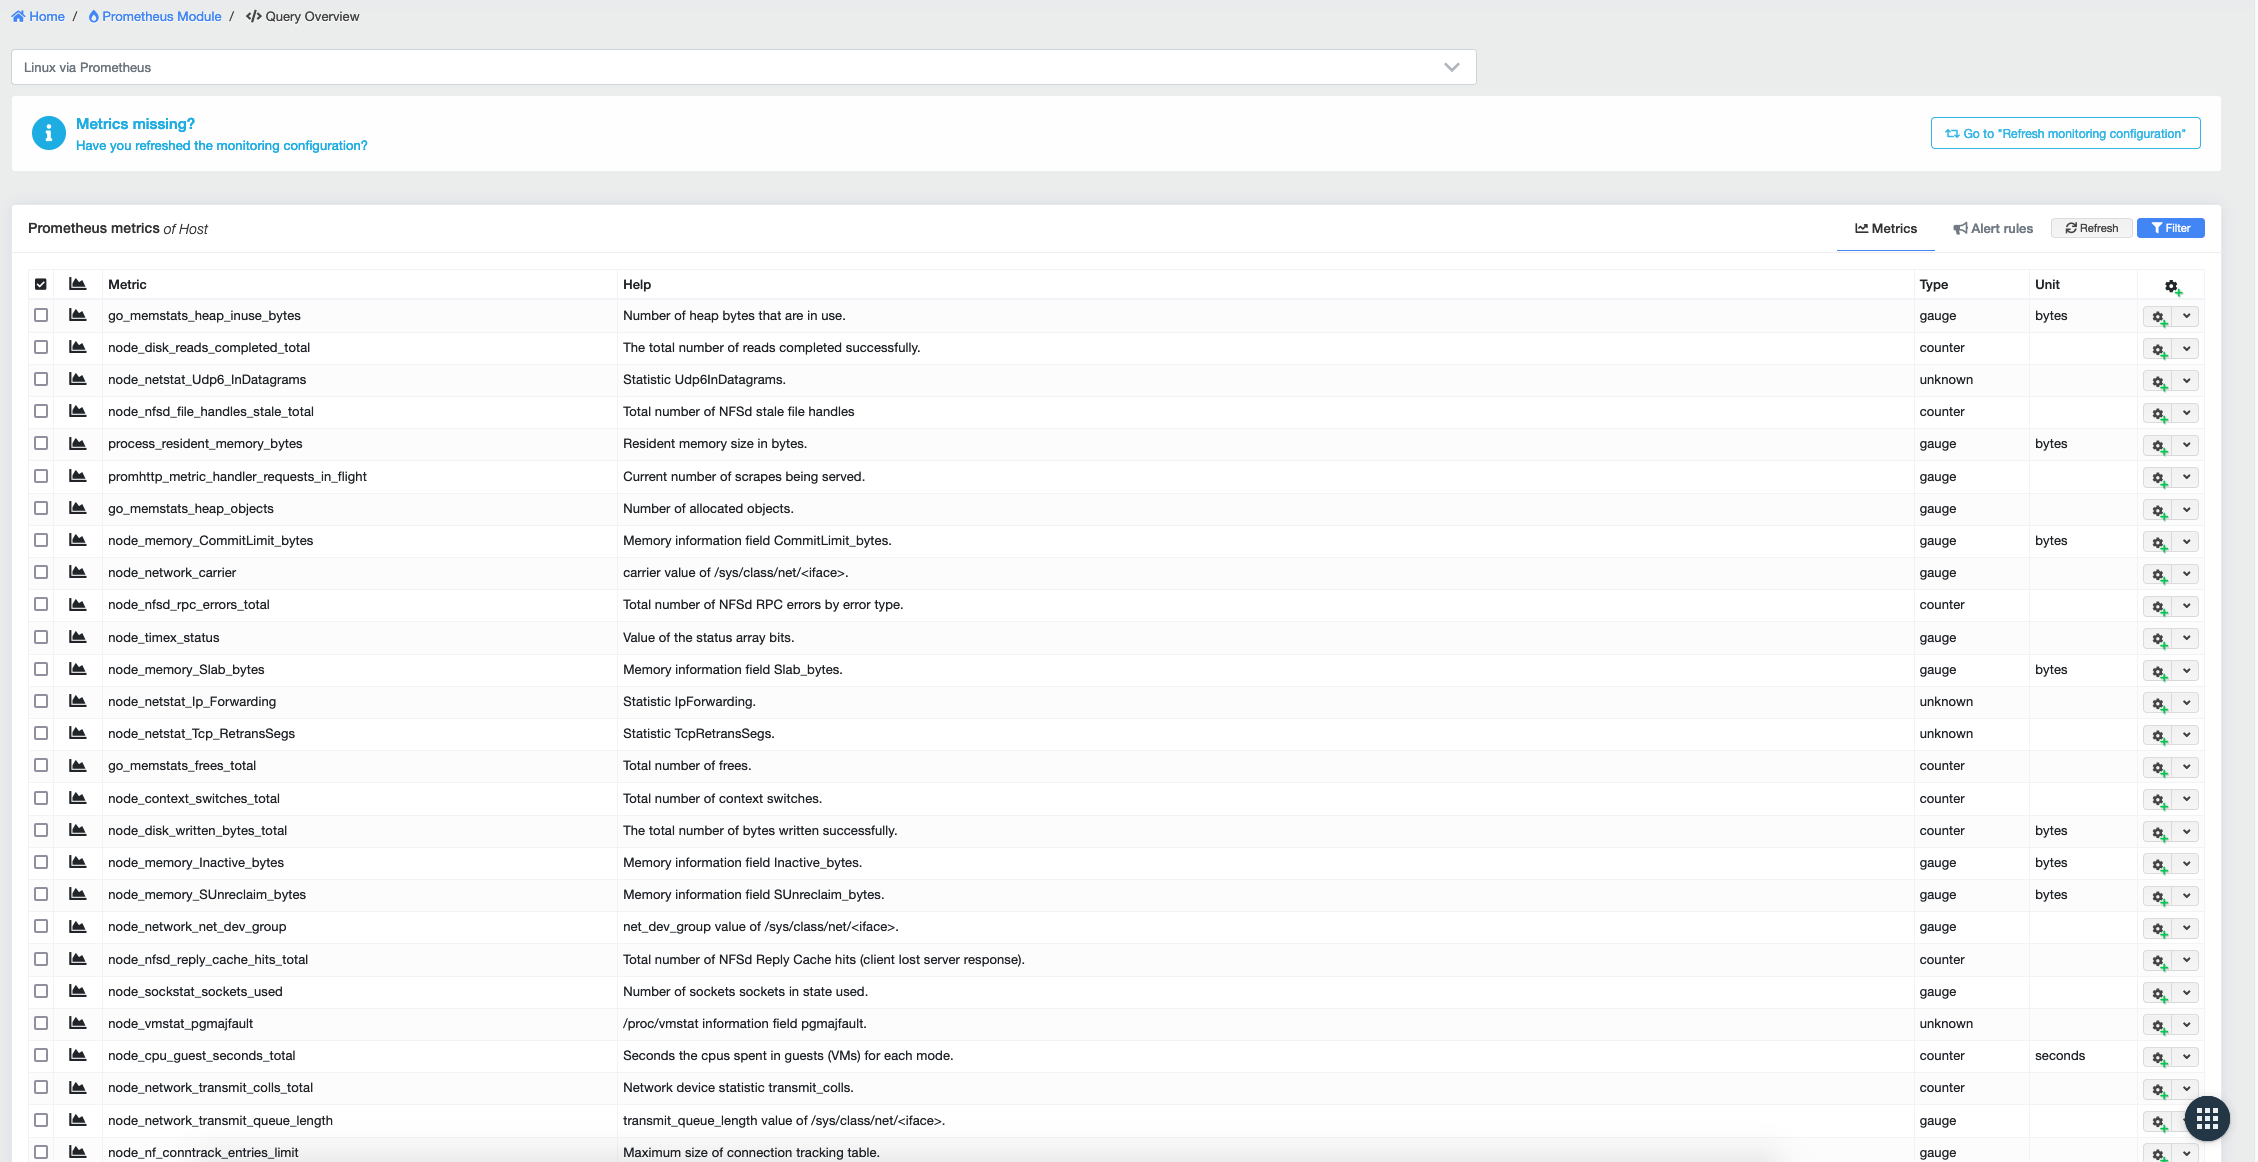 Home / Prometheus Module / Query Overview
Linux via Prometheus
Metrics missing?
Have you refreshed the monitoring configuration?
Go to "Refresh monitoring configuration"
Prometheus metrics of Host
Metrics Alert rules Refresh Filter
Metric Help Type Unit
go_memstats_heap_inuse_bytes Number of heap bytes that are in use. gauge bytes
node_disk_reads_completed_total The total number of reads completed successfully. counter
node_netstat_Udp6_InDatagrams Statistic Udp6InDatagrams. unknown
node_nfsd_file_handles_stale_total Total number of NFSd stale file handles counter
process_resident_memory_bytes Resident memory size in bytes. gauge bytes
promhttp_metric_handler_requests_in_flight Current number of scrapes being served. gauge
go_memstats_heap_objects Number of allocated objects. gauge
node_memory_CommitLimit_bytes Memory information field CommitLimit_bytes. gauge bytes
node_network_carrier carrier value of /sys/class/net/<iface>. gauge
node_nfsd_rpc_errors_total Total number of NFSd RPC errors by error type. counter
node_timex_status Value of the status array bits. gauge
node_memory_Slab_bytes Memory information field Slab_bytes. gauge bytes
node_netstat_Ip_Forwarding Statistic IpForwarding. unknown
node_netstat_Tcp_RetransSegs Statistic TcpRetransSegs. unknown
go_memstats_frees_total Total number of frees. counter
node_context_switches_total Total number of context switches. counter
node_disk_written_bytes_total The total number of bytes written successfully. counter bytes
node_memory_Inactive_bytes Memory information field Inactive_bytes. gauge bytes
node_memory_SUnreclaim_bytes Memory information field SUnreclaim_bytes. gauge bytes
node_network_net_dev_group net_dev_group value of /sys/class/net/<iface>. gauge
node_nfsd_reply_cache_hits_total Total number of NFSd Reply Cache hits (client lost server response). counter
node_sockstat_sockets_used Number of sockets sockets in state used. gauge
node_vmstat_pgmajfault /proc/vmstat information field pgmajfault. unknown
node_cpu_guest_seconds_total Seconds the cpus spent in guests (VMs) for each mode. counter seconds
node_network_transmit_colls_total Network device statistic transmit_colls. counter
node_network_transmit_queue_length transmit_queue_length value of /sys/class/net/<iface>. gauge
node_nf_conntrack_entries_limit Maximum size of connection tracking table. gauge